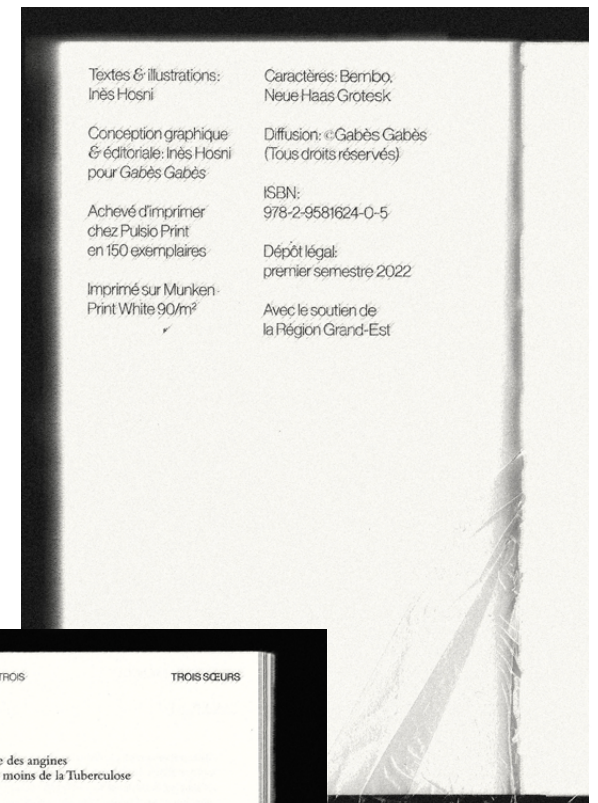 Textes & illustrations:
Inès Hosni
Conception graphique
& éditoriale: Inès Hosni
pour Gabès Gabès
Achevé d'imprimer
chez Pulsio Print
en 150 exemplaires
Imprimé sur Munken
Print White 90/m²
Caractères: Bembo,
Neue Haas Grotesk
Diffusion: ©Gabès Gabès
(Tous droits réservés)
ISBN:
978-2-9581624-0-5
Dépôt légal:
premier semestre 2022
Avec le soutien de
la Région Grand-Est
TROIS
TROIS SŒURS
des angines
moins de la Tuberculose